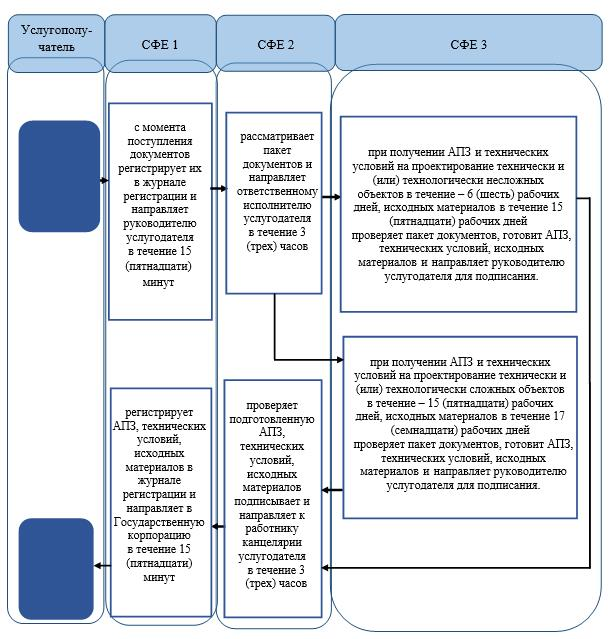 Услугополу-
чатель
СФЕ 1
СФЕ 2
СФЕ 3
с момента
поступления
документов
регистрирует их
в журнале
регистрации и
направляет
руководителю
услугодателя
в течение 15
(пятнадцати)
минут
рассматривает
пакет
документов и
направляет
ответственному
исполнителю
услугодателя
в течение 3
(трех) часов
при получении АПЗ и технических
условий на проектирование технически и
(или) технологически несложных
объектов в течение – 6 (шесть) рабочих
дней, исходных материалов в течение 15
(пятнадцати) рабочих дней
проверяет пакет документов, готовит АПЗ,
технических условий, исходных
материалов и направляет руководителю
услугодателя для подписания.
при получении АПЗ и технических
условий на проектирование технически и
(или) технологически сложных объектов
в течение – 15 (пятнадцати) рабочих
дней, исходных материалов в течение 17
(семнадцати) рабочих дней
проверяет пакет документов, готовит АПЗ,
технических условий, исходных
материалов и направляет руководителю
услугодателя для подписания.
проверяет
подготовленную
АПЗ,
технических
условий,
исходных
материалов
подписывает и
направляет к
работнику
канцелярии
услугодателя
в течение 3
(трех) часов
регистрирует
АПЗ, технических
условий,
исходных
материалов в
журнале
регистрации и
направляет в
Государственную
корпорацию
в течение 15
(пятнадцати)
минут